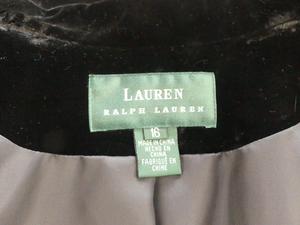 LAUREN
RALPH LAUREN
16
MADE IN CHINA
HECHO EN
CHINA
FABRIQUÉ EN
CHINE